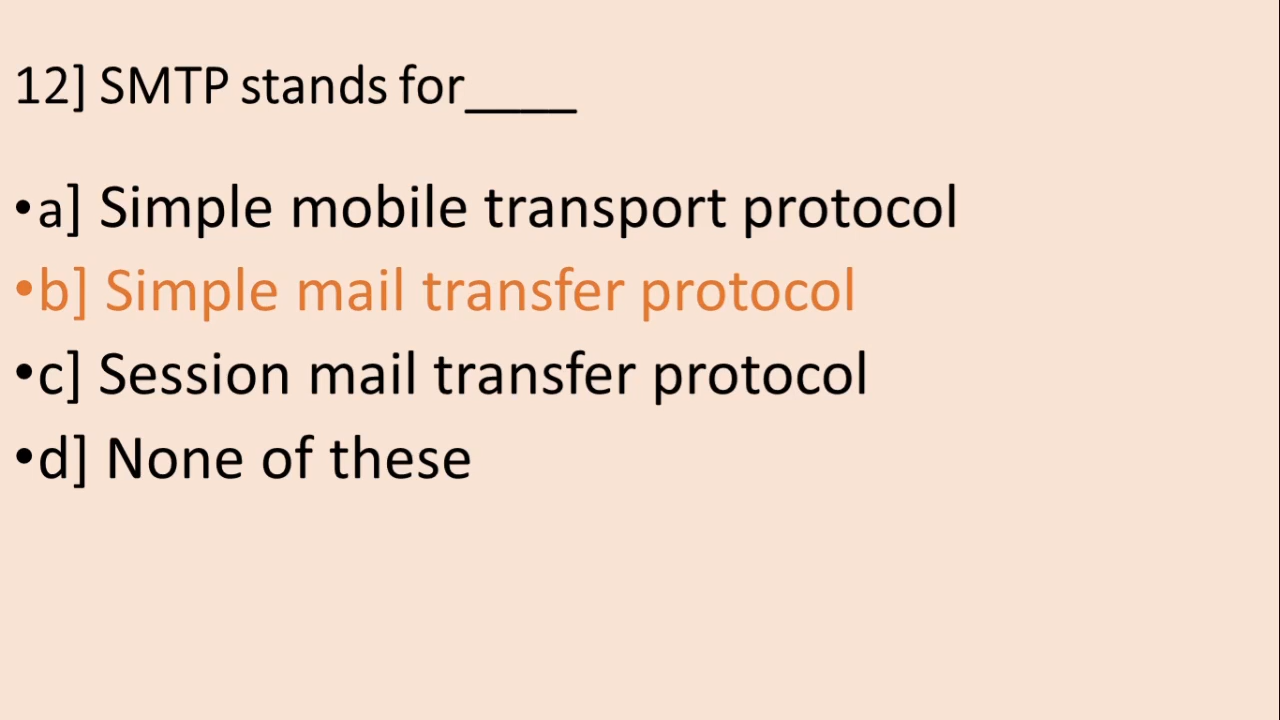 12] SMTP stands for____
•a] Simple mobile transport protocol
•b] Simple mail transfer protocol
•c] Session mail transfer protocol
•d] None of these